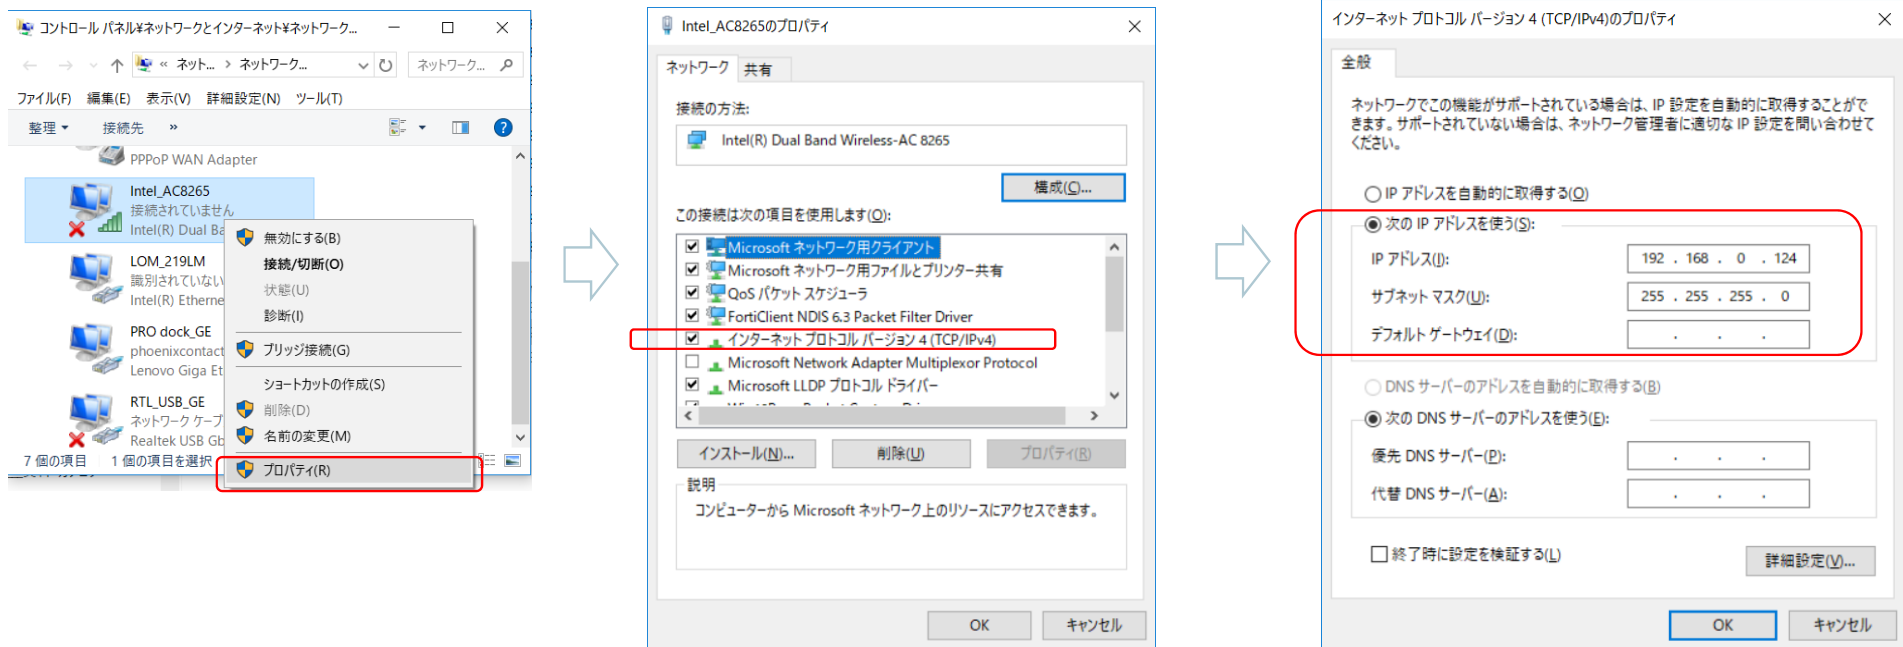 コントロール パネル¥ネットワークとインターネット¥ネットワーク...
« ネット... › ネットワーク...
ネットワーク...
ファイル(F) 編集(E) 表示(V) 詳細設定(N) ツール(T)
整理 接続先 »
PPPoP WAN Adapter
Intel_AC8265
接続されていません
Intel(R) Dual Ba
LOM_219LM
識別されていない
Intel(R) Etherne
PRO dock_GE
phoenixcontact
Lenovo Giga Et
RTL_USB_GE
ネットワーク ケーブ
Realtek USB Gb
7 個の項目 1 個の項目を選択
無効にする(B)
接続/切断(O)
状態(U)
診断(I)
ブリッジ接続(G)
ショートカットの作成(S)
削除(D)
名前の変更(M)
プロパティ(R)
Intel_AC8265のプロパティ
ネットワーク 共有
接続の方法:
Intel(R) Dual Band Wireless-AC 8265
構成(C)...
この接続は次の項目を使用します(O):
Microsoft ネットワーク用クライアント
Microsoft ネットワーク用ファイルとプリンター共有
QoS パケット スケジューラ
FortiClient NDIS 6.3 Packet Filter Driver
インターネット プロトコル バージョン 4 (TCP/IPv4)
Microsoft Network Adapter Multiplexor Protocol
Microsoft LLDP プロトコル ドライバー
インストール(N)... 削除(U) プロパティ(R)
説明
コンピューターから Microsoft ネットワーク上のリソースにアクセスできます。
OK キャンセル
インターネット プロトコル バージョン 4 (TCP/IPv4)のプロパティ
全般
ネットワークでこの機能がサポートされている場合は、IP 設定を自動的に取得することがで
きます。サポートされていない場合は、ネットワーク管理者に適切な IP 設定を問い合わせて
ください。
IP アドレスを自動的に取得する(O)
次の IP アドレスを使う(S):
IP アドレス(I): 192 . 168 . 0 . 124
サブネット マスク(U): 255 . 255 . 255 . 0
デフォルト ゲートウェイ(D): . . .
DNS サーバーのアドレスを自動的に取得する(B)
次の DNS サーバーのアドレスを使う(E):
優先 DNS サーバー(P): . . .
代替 DNS サーバー(A): . . .
終了時に設定を検証する(L)
詳細設定(V)...
OK キャンセル